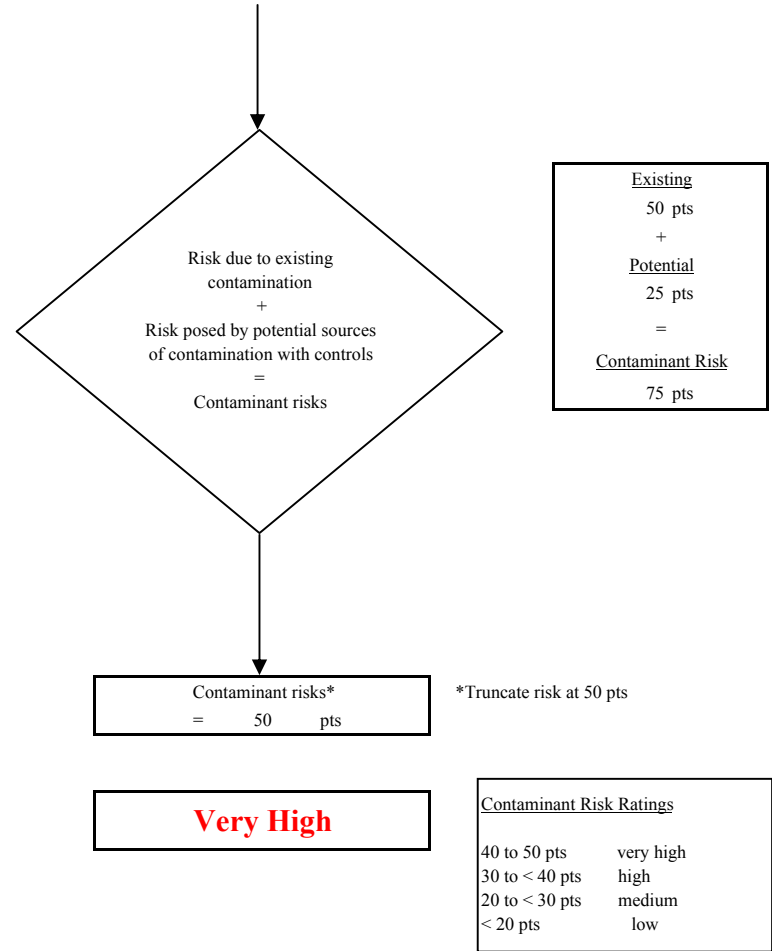 Risk due to existing
contamination
+
Risk posed by potential sources
of contamination with controls
=
Contaminant risks
Existing
50 pts
+
Potential
25 pts
=
Contaminant Risk
75 pts
Contaminant risks*
= 50 pts
*Truncate risk at 50 pts
Very High
Contaminant Risk Ratings
40 to 50 pts very high
30 to < 40 pts high
20 to < 30 pts medium
< 20 pts low